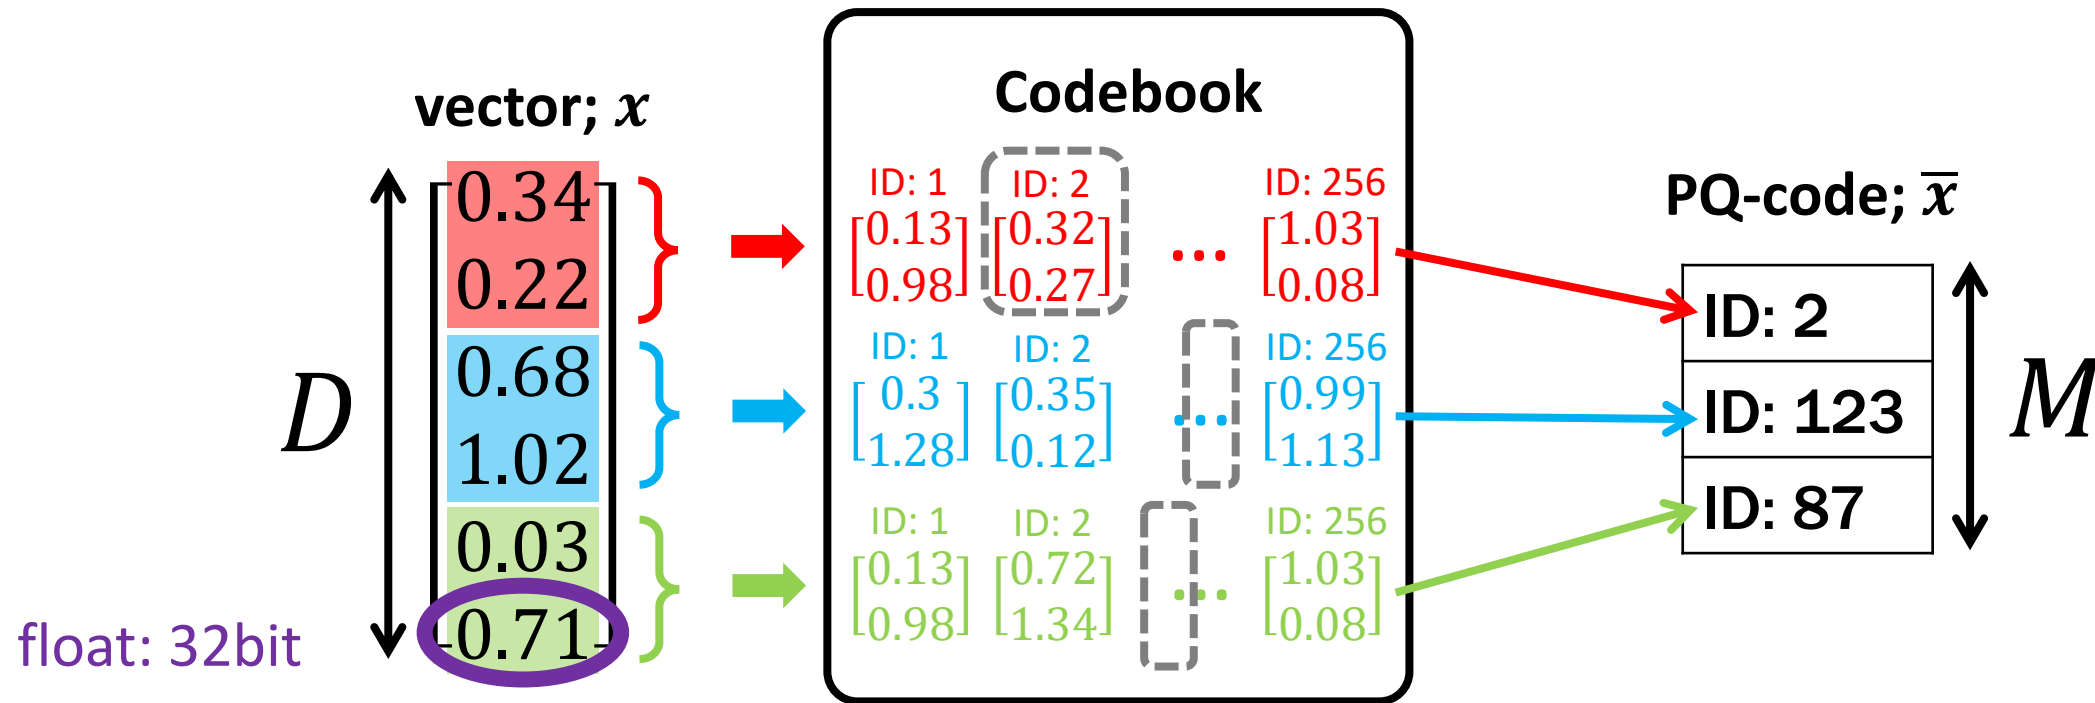 vector; x
D
0.34
0.22
0.68
1.02
0.03
0.71
float: 32bit
Codebook
ID: 1 ID: 2 ID: 256
[0.13 [0.32 ... [1.03
0.98] 0.27] 0.08]
ID: 1 ID: 2 ID: 256
[0.3 [0.35 ... [0.99
1.28] 0.12] 1.13]
ID: 1 ID: 2 ID: 256
[0.13 [0.72 ... [1.03
0.98] 1.34] 0.08]
PQ-code; x̄
ID: 2
ID: 123
ID: 87
M